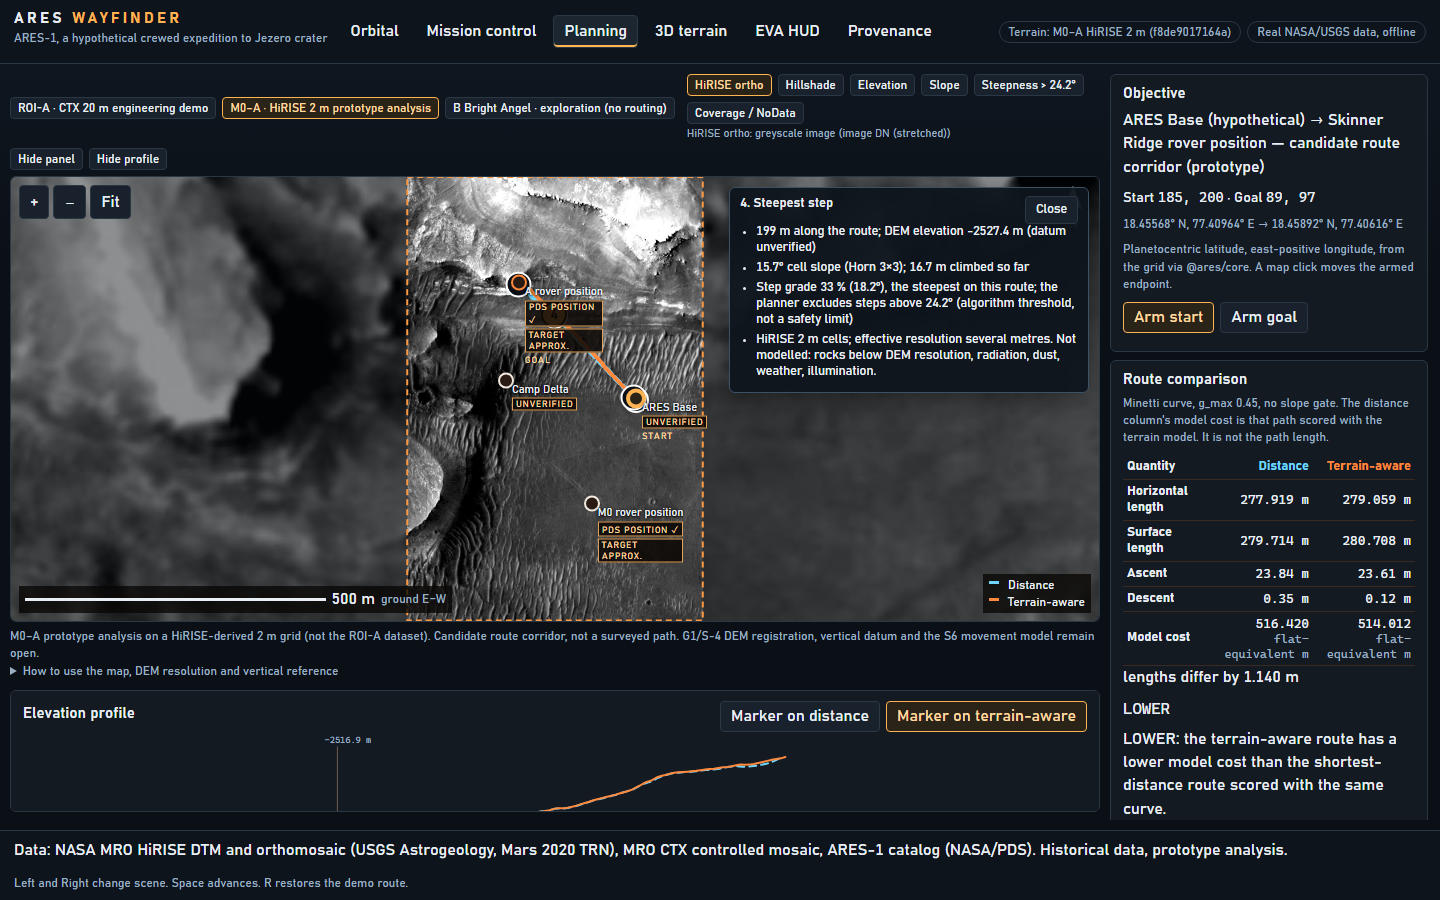 ARES WAYFINDER
ARES-1, a hypothetical crewed expedition to Jezero crater
Orbital
Mission control
Planning
3D terrain
EVA HUD
Provenance
Terrain: M0-A HiRISE 2 m (f8de9017164a)
Real NASA/USGS data, offline
ROI-A · CTX 20 m engineering demo
M0-A · HiRISE 2 m prototype analysis
B Bright Angel · exploration (no routing)
HiRISE ortho
Hillshade
Elevation
Slope
Steepness > 24.2°
Coverage / NoData
HiRISE ortho: greyscale image (image DN (stretched))
Hide panel
Hide profile
+
–
Fit
rover position
PDS POSITION
✓
TARGET
APPROX.
GOAL
Camp Delta
UNVERIFIED
ARES Base
UNVERIFIED
START
M0 rover position
PDS POSITION ✓
TARGET
APPROX.
500 m ground E-W
4. Steepest step
Close
• 199 m along the route; DEM elevation -2527.4 m (datum
unverified)
• 15.7° cell slope (Horn 3×3); 16.7 m climbed so far
• Step grade 33 % (18.2°), the steepest on this route; the
planner excludes steps above 24.2° (algorithm threshold,
not a safety limit)
• HiRISE 2 m cells; effective resolution several metres. Not
modelled: rocks below DEM resolution, radiation, dust,
weather, illumination.
Distance
Terrain-aware
M0-A prototype analysis on a HiRISE-derived 2 m grid (not the ROI-A dataset). Candidate route corridor, not a surveyed path. G1/S-4 DEM registration, vertical datum and the S6 movement model remain
open.
▶ How to use the map, DEM resolution and vertical reference
Elevation profile
Marker on distance
Marker on terrain-aware
-2516.9 m
Objective
ARES Base (hypothetical) → Skinner
Ridge rover position — candidate route
corridor (prototype)
Start 185, 200 · Goal 89, 97
18.45568° N, 77.40964° E → 18.45892° N, 77.40616° E
Planetocentric latitude, east-positive longitude, from
the grid via @ares/core. A map click moves the armed
endpoint.
Arm start
Arm goal
Route comparison
Minetti curve, g_max 0.45, no slope gate. The distance
column's model cost is that path scored with the
terrain model. It is not the path length.
Quantity Distance Terrain-aware
Horizontal
length 277.919 m 279.059 m
Surface
length 279.714 m 280.708 m
Ascent 23.84 m 23.61 m
Descent 0.35 m 0.12 m
Model cost 516.420 flat-equivalent m 514.012 flat-equivalent m
lengths differ by 1.140 m
LOWER
LOWER: the terrain-aware route has a
lower model cost than the shortest-
distance route scored with the same
curve.
Data: NASA MRO HiRISE DTM and orthomosaic (USGS Astrogeology, Mars 2020 TRN), MRO CTX controlled mosaic, ARES-1 catalog (NASA/PDS). Historical data, prototype analysis.
Left and Right change scene. Space advances. R restores the demo route.